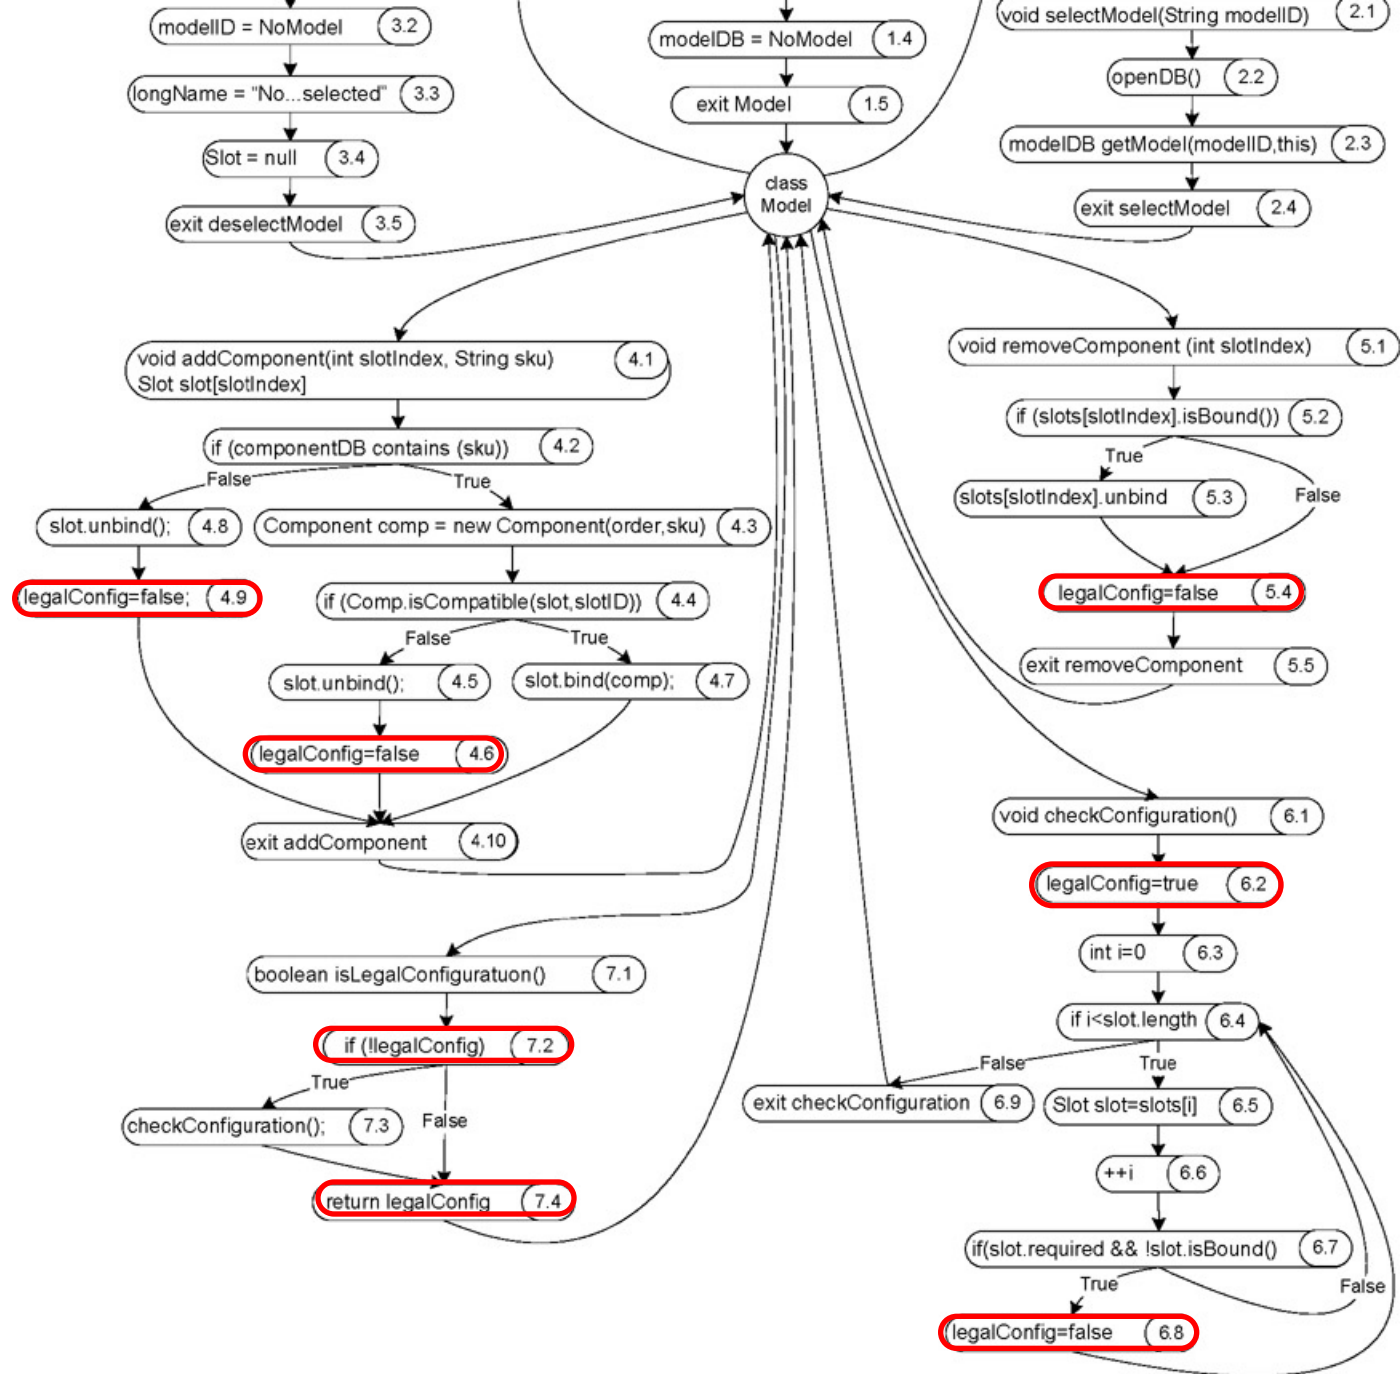 modelID = NoModel 3.2
longName = "No...selected" 3.3
Slot = null 3.4
exit deselectModel 3.5
modelDB = NoModel 1.4
exit Model 1.5
class
Model
void selectModel(String modelID) 2.1
openDB() 2.2
modelDB getModel(modelID,this) 2.3
exit selectModel 2.4
void addComponent(int slotIndex, String sku) 4.1
Slot slot[slotIndex]
if (componentDB contains (sku)) 4.2
False
True
slot.unbind(); 4.8
Component comp = new Component(order,sku) 4.3
legalConfig=false; 4.9
if (Comp.isCompatible(slot,slotID)) 4.4
False
True
slot.unbind(); 4.5
slot.bind(comp); 4.7
legalConfig=false 4.6
exit addComponent 4.10
void removeComponent (int slotIndex) 5.1
if (slots[slotIndex].isBound()) 5.2
True
False
slots[slotIndex].unbind 5.3
legalConfig=false 5.4
exit removeComponent 5.5
void checkConfiguration() 6.1
legalConfig=true 6.2
int i=0 6.3
if i<slot.length 6.4
False
True
exit checkConfiguration 6.9
Slot slot=slots[i] 6.5
++i 6.6
if(slot.required && !slot.isBound() 6.7
True
False
legalConfig=false 6.8
boolean isLegalConfiguratuon() 7.1
if (!legalConfig) 7.2
True
False
checkConfiguration(); 7.3
return legalConfig 7.4